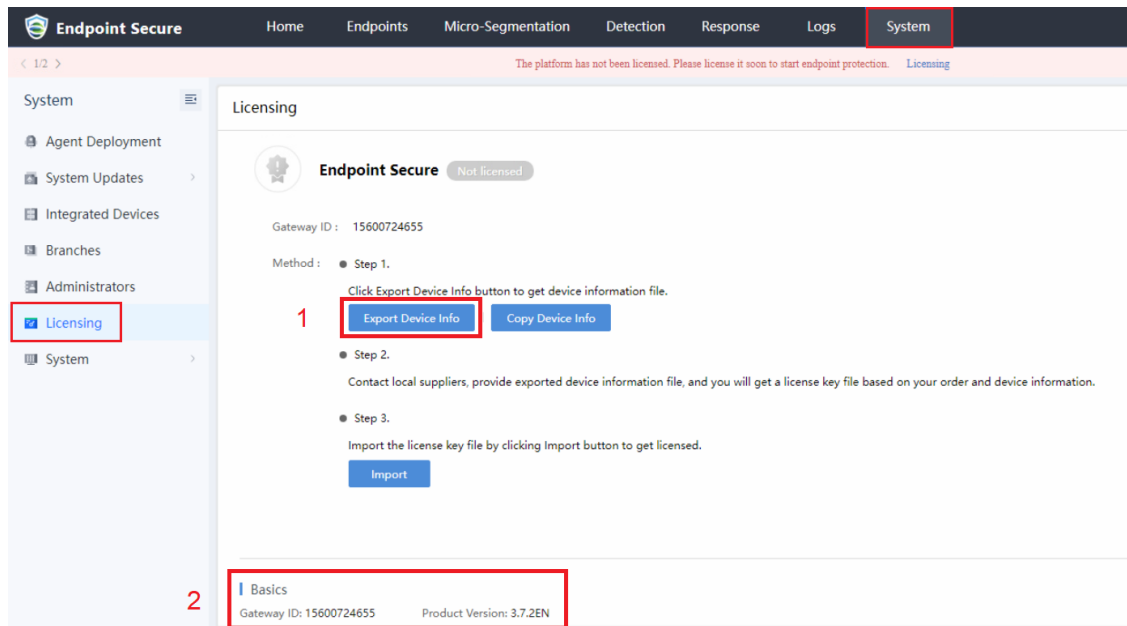 Endpoint Secure Home Endpoints Micro-Segmentation Detection Response Logs System
< 1/2 > The platform has not been licensed. Please license it soon to start endpoint protection. Licensing
System
Agent Deployment
System Updates
Integrated Devices
Branches
Administrators
Licensing
System
Licensing
Endpoint Secure Not licensed
Gateway ID : 15600724655
Method : Step 1.
Click Export Device Info button to get device information file.
1 Export Device Info Copy Device Info
Step 2.
Contact local suppliers, provide exported device information file, and you will get a license key file based on your order and device information.
Step 3.
Import the license key file by clicking Import button to get licensed.
Import
2 Basics
Gateway ID: 15600724655 Product Version: 3.7.2EN